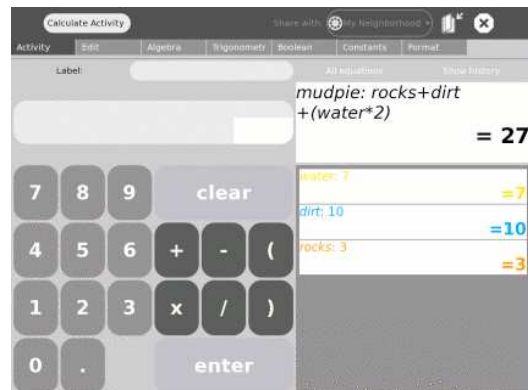 Calculate Activity
Share with: My Neighborhood
Activity Edit Algebra Trigonometr Boolean Constants Format
Label:
All equations Show history
mudpie: rocks+dirt
+(water*2)
= 27
water: 7
=7
dirt: 10
=10
rocks: 3
=3
7 8 9 clear
4 5 6 + - (
1 2 3 x / )
0 . enter